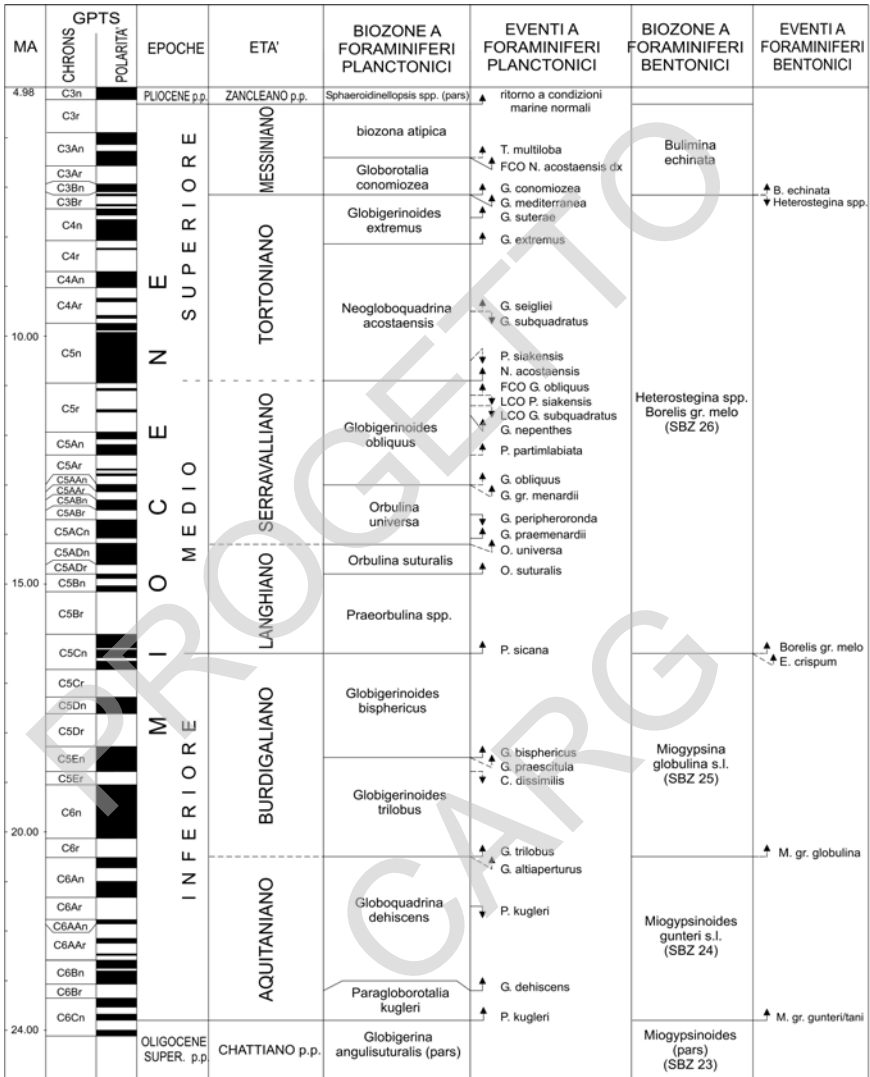 GPTS
MA
CHRONS
POLARITA'
EPOCHE
ETA'
BIOZONE A
FORAMINIFERI
PLANCTONICI
EVENTI A
FORAMINIFERI
PLANCTONICI
BIOZONE A
FORAMINIFERI
BENTONICI
EVENTI A
FORAMINIFERI
BENTONICI
4.98
10.00
15.00
20.00
24.00
C3n
C3r
C3An
C3Ar
C3Bn
C3Br
C4n
C4r
C4An
C4Ar
C5n
C5r
C5An
C5Ar
C5AAn
C5AAr
C5ABn
C5ABr
C5ACn
C5ADn
C5ADr
C5Bn
C5Br
C5Cn
C5Cr
C5Dn
C5Dr
C5En
C5Er
C6n
C6r
C6An
C6Ar
C6AAn
C6AAr
C6Bn
C6Br
C6Cn
PLIOCENE p.p.
MIOCENE
SUPERIORE
MEDIO
INFERIORE
OLIGOCENE
SUPER. p.p.
ZANCLEANO p.p.
MESSINIANO
TORTONIANO
SERRAVALLIANO
LANGHIANO
BURDIGALIANO
AQUITANIANO
CHATTIANO p.p.
Sphaeroidinellopsis spp. (pars)
biozona atipica
Globorotalia
conomiozea
Globigerinoides
extremus
Neogloboquadrina
acostaensis
Globigerinoides
obliquus
Orbulina
universa
Orbulina suturalis
Praeorbulina spp.
Globigerinoides
bisphericus
Globigerinoides
trilobus
Globoquadrina
dehiscens
Paragloborotalia
kugleri
Globigerina
angulisuturalis (pars)
ritorno a condizioni
marine normali
T. multiloba
FCO N. acostaensis dx
G. conomiozea
G. mediterranea
G. suterae
G. extremus
G. seigliei
G. subquadratus
P. siakensis
N. acostaensis
FCO G. obliquus
LCO P. siakensis
LCO G. subquadratus
G. nepenthes
P. partimlabiata
G. obliquus
G. gr. menardii
G. peripheroronda
G. praemenardii
O. universa
O. suturalis
P. sicana
G. bisphericus
G. praescitula
C. dissimilis
G. trilobus
G. altiaperturus
P. kugleri
G. dehiscens
P. kugleri
Bulimina
echinata
Heterostegina spp.
Borelis gr. melo
(SBZ 26)
Miogypsina
globulina s.l.
(SBZ 25)
Miogypsinoides
gunteri s.l.
(SBZ 24)
Miogypsinoides
(pars)
(SBZ 23)
B. echinata
Heterostegina spp.
Borelis gr. melo
E. crispum
M. gr. globulina
M. gr. gunteri/tani
PROGETTO
CARG